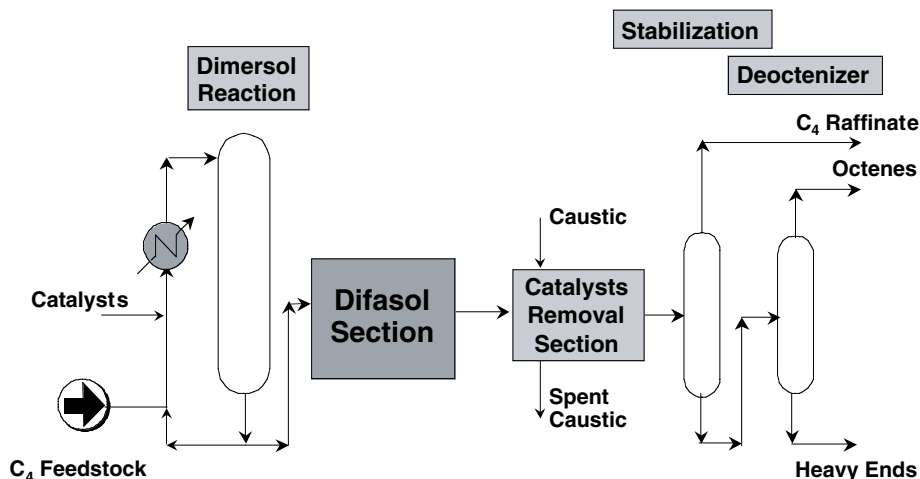 Stabilization
Dimersol
Reaction
Deoctenizer
C₄ Raffinate
Octenes
Caustic
Catalysts
Difasol
Section
Catalysts
Removal
Section
Spent
Caustic
C₄ Feedstock
Heavy Ends